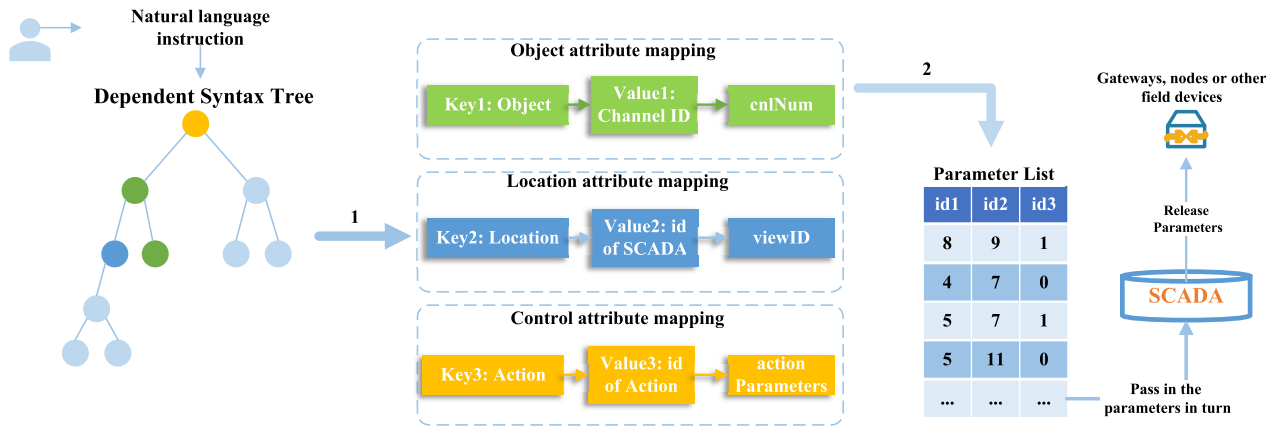 Natural language
instruction
Dependent Syntax Tree
1
Object attribute mapping
Key1: Object
Value1:
Channel ID
cnlNum
Location attribute mapping
Key2: Location
Value2: id
of SCADA
viewID
Control attribute mapping
Key3: Action
Value3: id
of Action
action
Parameters
2
Parameter List
id1 id2 id3
8 9 1
4 7 0
5 7 1
5 11 0
... ... ...
Gateways, nodes or other
field devices
Release
Parameters
SCADA
Pass in the
parameters in turn